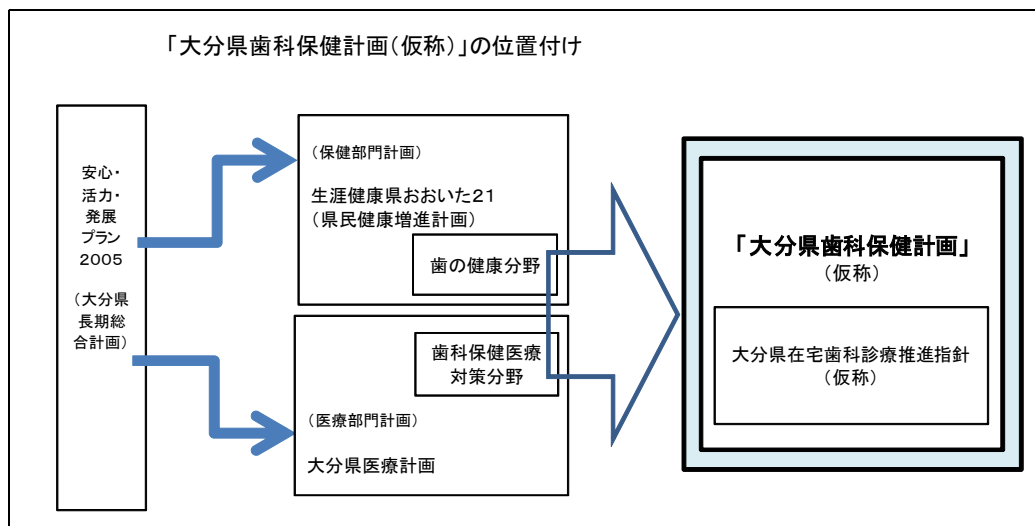 「大分県歯科保健計画（仮称）」の位置付け
安心・
活力・
発展
プラン
２００５
（大分県
長期総
合計画）
（保健部門計画）
生涯健康県おおいた２１
（県民健康増進計画）
歯の健康分野
歯科保健医療
対策分野
（医療部門計画）
大分県医療計画
「大分県歯科保健計画」
（仮称）
大分県在宅歯科診療推進指針
（仮称）